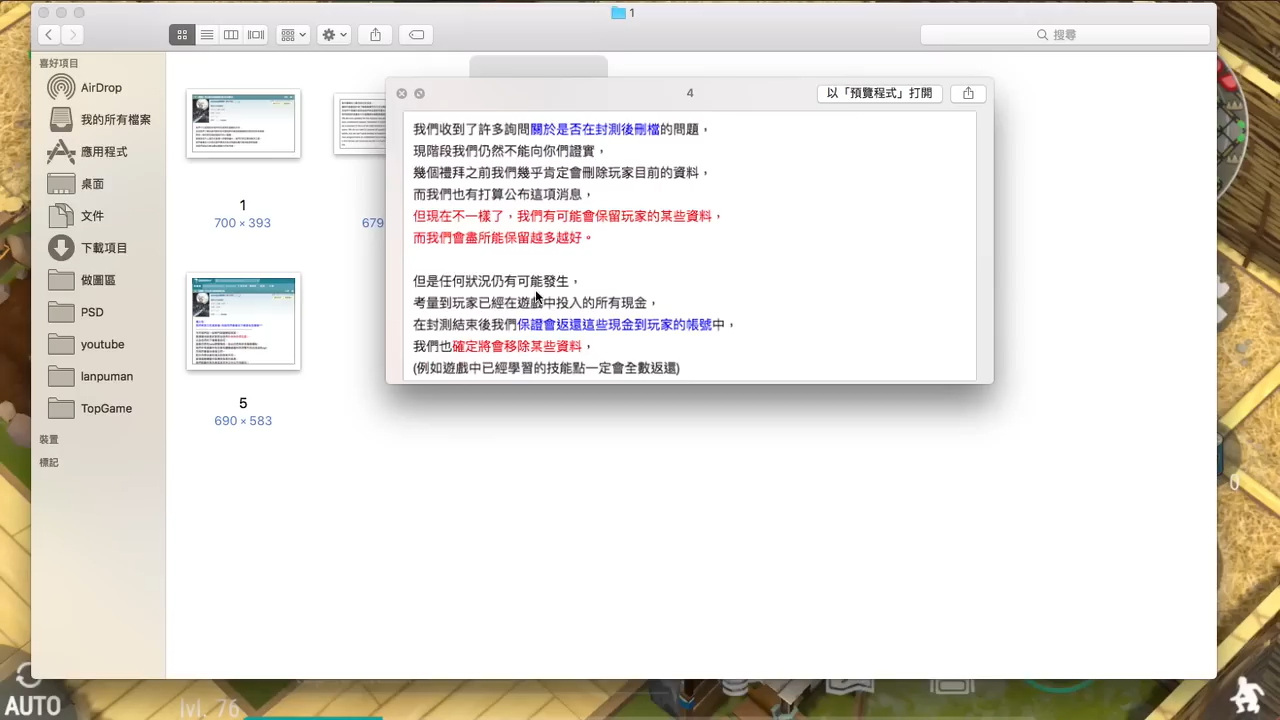 1
搜尋
喜好項目
AirDrop
我的所有檔案
應用程式
桌面
文件
下載項目
做圖區
PSD
youtube
lanpuman
TopGame
裝置
標記
1
700 × 393
679
5
690 × 583
4
以「預覽程式」打開
我們收到了許多詢問關於是否在封測後刪檔的問題，
現階段我們仍然不能向你們證實，
幾個禮拜之前我們幾乎肯定會刪除玩家目前的資料，
而我們也有打算公布這項消息，
但現在不一樣了，我們有可能會保留玩家的某些資料，
而我們會盡所能保留越多越好。
但是任何狀況仍有可能發生，
考量到玩家已經在遊戲中投入的所有現金，
在封測結束後我們保證會返還這些現金到玩家的帳號中，
我們也確定將會移除某些資料，
(例如遊戲中已經學習的技能點一定會全數返還)
0
AUTO
lvl. 76